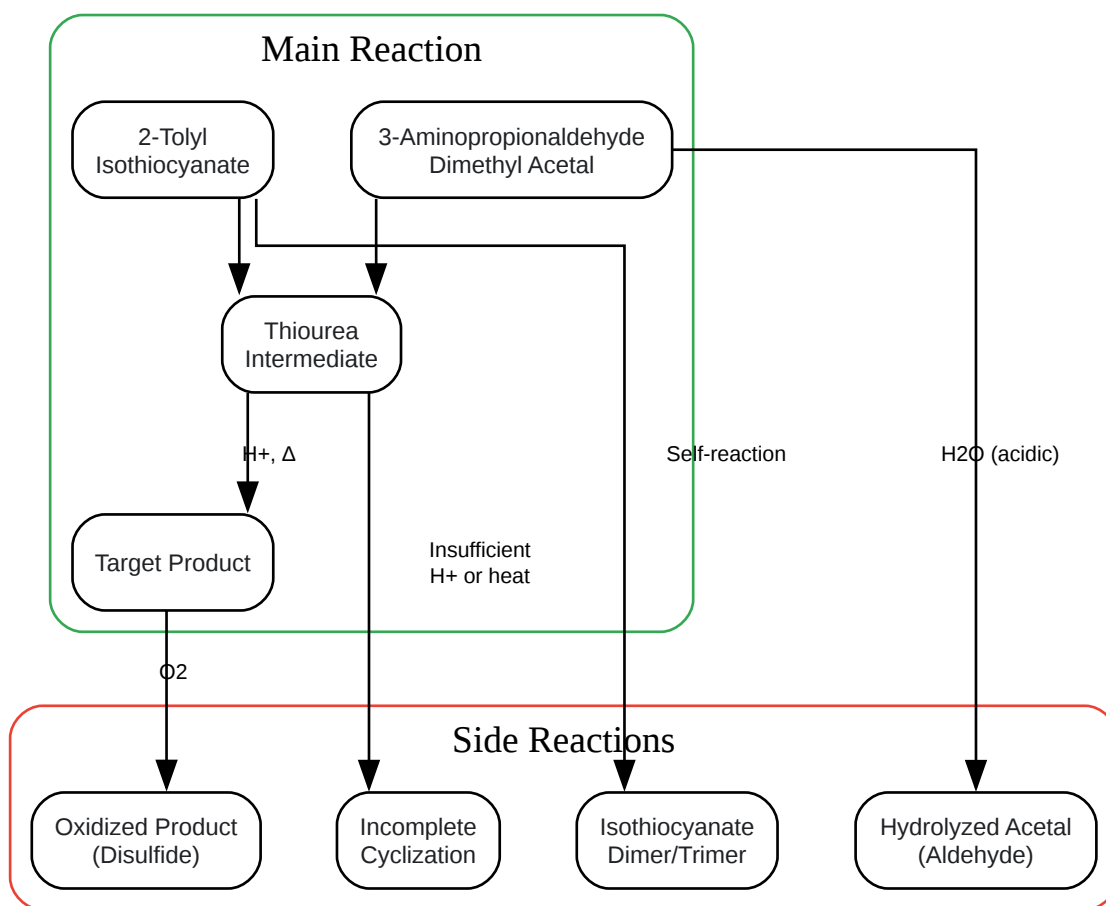 Main Reaction
2-Tolyl
Isothiocyanate
3-Aminopropionaldehyde
Dimethyl Acetal
Thiourea
Intermediate
H+, Δ
Self-reaction
H2O (acidic)
Target Product
Insufficient
H+ or heat
O2
Side Reactions
Oxidized Product
(Disulfide)
Incomplete
Cyclization
Isothiocyanate
Dimer/Trimer
Hydrolyzed Acetal
(Aldehyde)